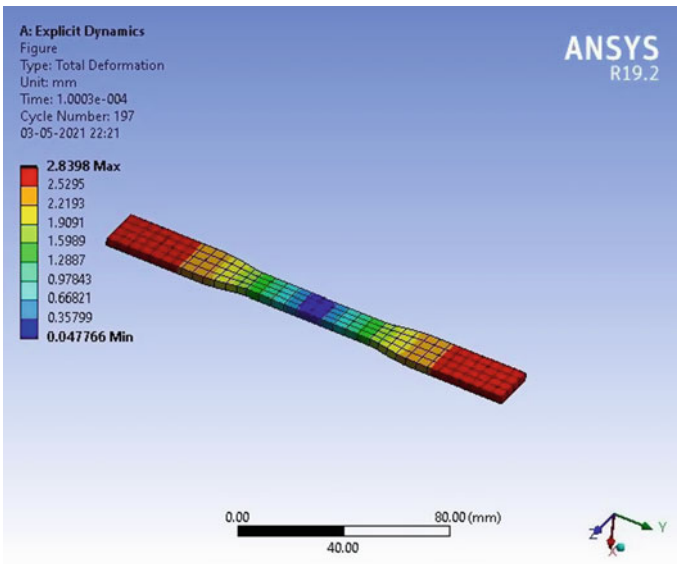 A: Explicit Dynamics
Figure
Type: Total Deformation
Unit: mm
Time: 1.0003e-004
Cycle Number: 197
03-05-2021 22:21
ANSYS
R19.2
2.8398 Max
2.5295
2.2193
1.9091
1.5989
1.2887
0.97843
0.66821
0.35799
0.047766 Min
0.00
80.00 (mm)
40.00
Z
X
Y